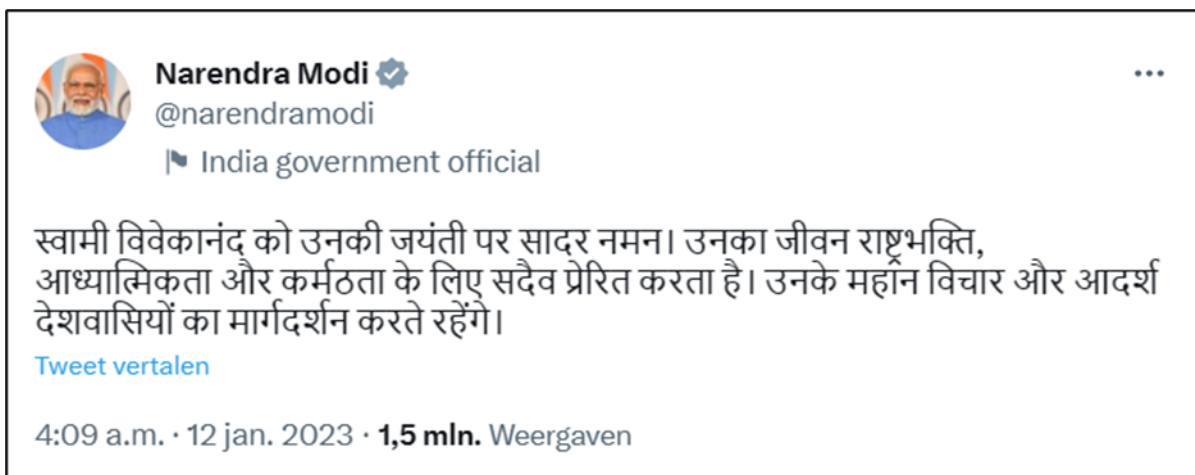 Narendra Modi
@narendramodi
India government official
स्वामी विवेकानंद को उनकी जयंती पर सादर नमन। उनका जीवन राष्ट्रभक्ति,
आध्यात्मिकता और कर्मठता के लिए सदैव प्रेरित करता है। उनके महान विचार और आदर्श
देशवासियों का मार्गदर्शन करते रहेंगे।
Tweet vertalen
4:09 a.m. · 12 jan. 2023 · 1,5 mln. Weergaven